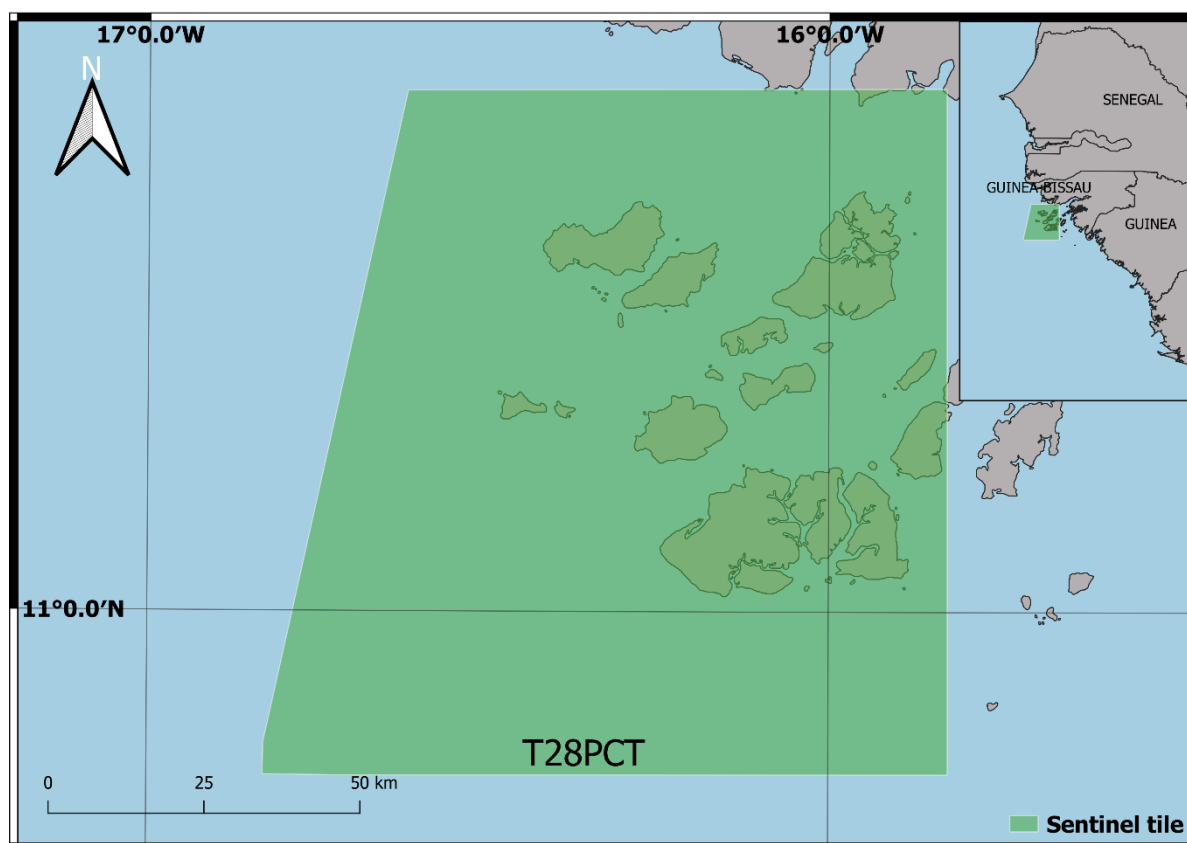 17°0.0'W
16°0.0'W
N
SENEGAL
GUINEA-BISSAU
GUINEA
11°0.0'N
T28PCT
0 25 50 km
Sentinel tile